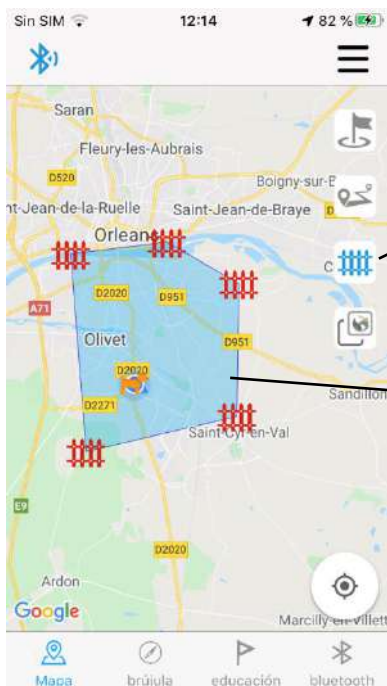 Sin SIM 12:14 82 %
Saran
Fleury-les-Aubrais
D520
Boigny-sur-B
nt-Jean-de-la-Ruelle Saint-Jean-de-Braye D
Orleans
C
D2020 D951
A71
Olivet D951
D2020
Sandillon
D2271
Saint-Cyr-en-Val
E9
D2020
Ardon
Google
Marcilly-en-Villett
Mapa brújula educación bluetooth